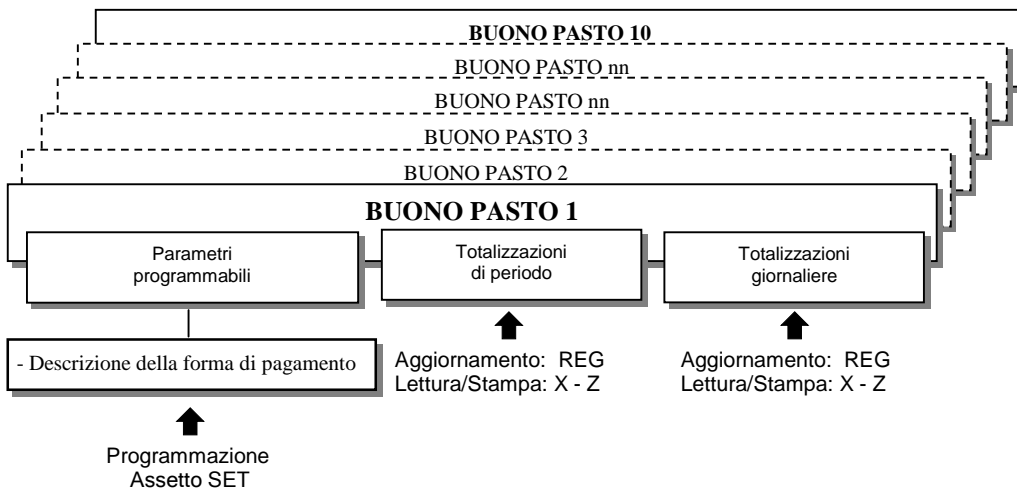 BUONO PASTO 10
BUONO PASTO nn
BUONO PASTO nn
BUONO PASTO 3
BUONO PASTO 2
BUONO PASTO 1
Parametri
programmabili
Totalizzazioni
di periodo
Totalizzazioni
giornaliere
- Descrizione della forma di pagamento
Aggiornamento: REG
Lettura/Stampa: X - Z
Aggiornamento: REG
Lettura/Stampa: X - Z
Programmazione
Assetto SET